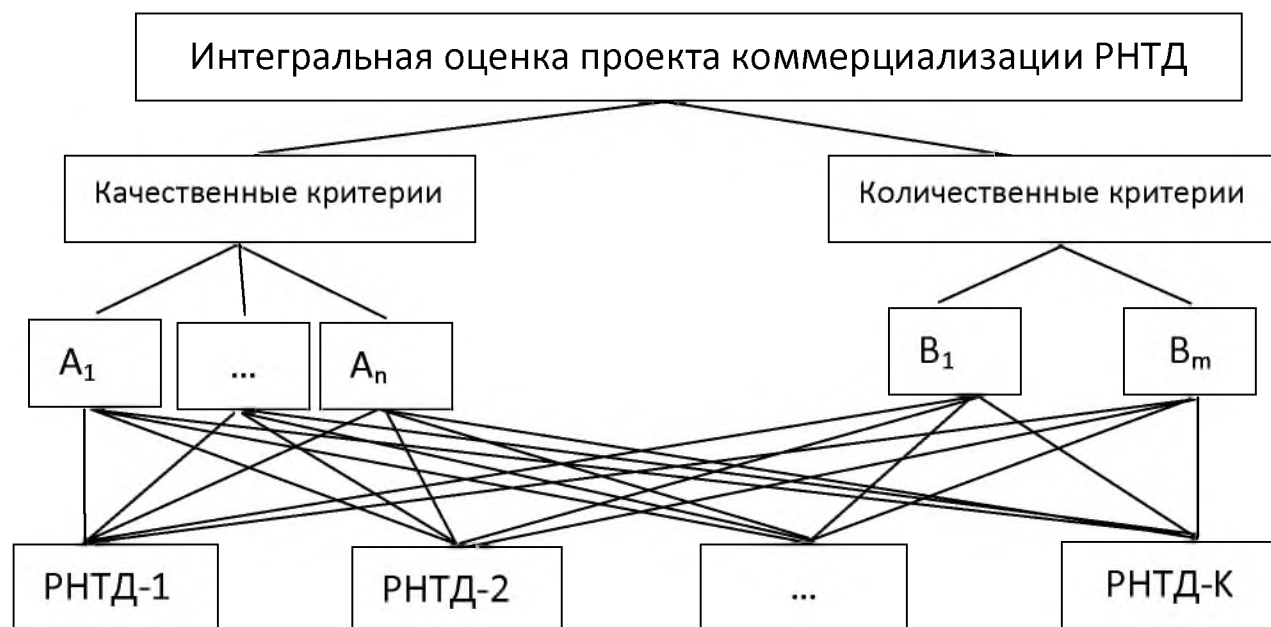 Интегральная оценка проекта коммерциализации РНТД
Качественные критерии
Количественные критерии
A₁
...
Aₙ
B₁
Bₘ
РНТД-1
РНТД-2
...
РНТД-К